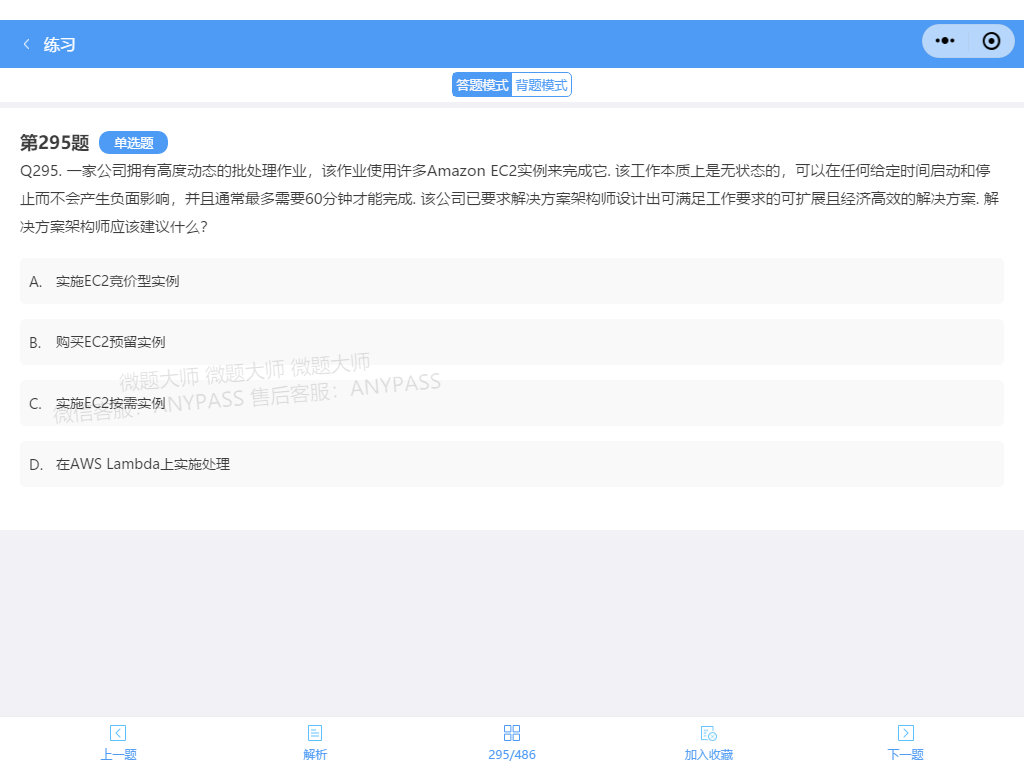 练习
答题模式 背题模式
第295题 单选题
Q295. 一家公司拥有高度动态的批处理作业，该作业使用许多Amazon EC2实例来完成它. 该工作本质上是无状态的，可以在任何给定时间启动和停
止而不会产生负面影响，并且通常最多需要60分钟才能完成. 该公司已要求解决方案架构师设计出可满足工作要求的可扩展且经济高效的解决方案. 解
决方案架构师应该建议什么?
A. 实施EC2竞价型实例
B. 购买EC2预留实例
微题大师 微题大师 微题大师
微信客服：ANYPASS 售后客服：ANYPASS
C. 实施EC2按需实例
D. 在AWS Lambda上实施处理
上一题 解析 295/486 加入收藏 下一题